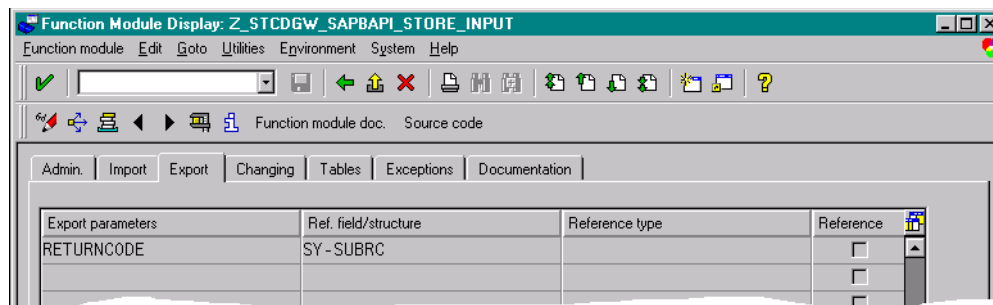 Function Module Display: Z_STCDGW_SAPBAPI_STORE_INPUT
Function module Edit Goto Utilities Environment System Help
Function module doc. Source code
Admin. Import Export Changing Tables Exceptions Documentation
Export parameters Ref. field/structure Reference type Reference
RETURNCODE SY-SUBRC